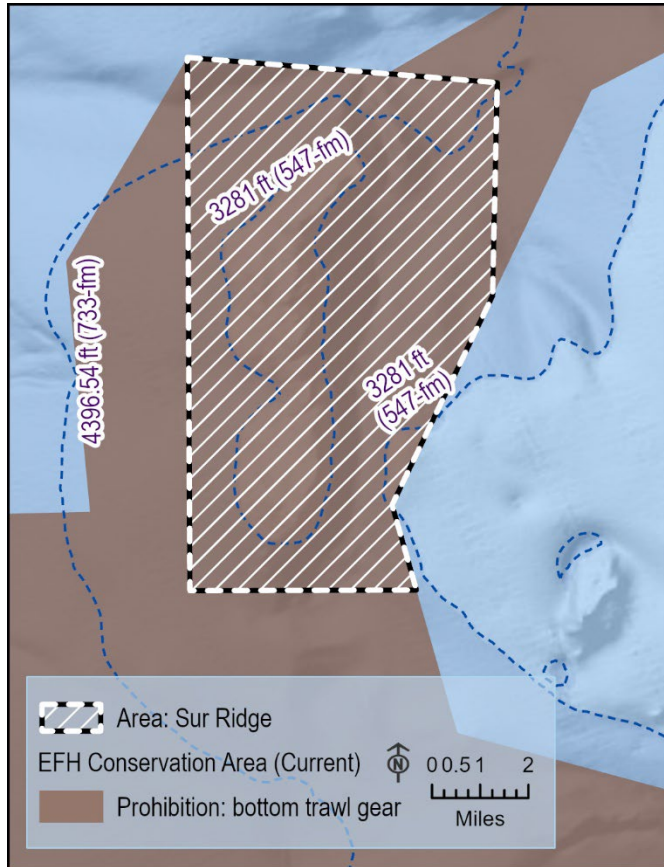 3281 ft (547-fm)
4396.54 ft (733-fm)
3281 ft
(547-fm)
Area: Sur Ridge
EFH Conservation Area (Current)
N
0 0.5 1 2
Miles
Prohibition: bottom trawl gear